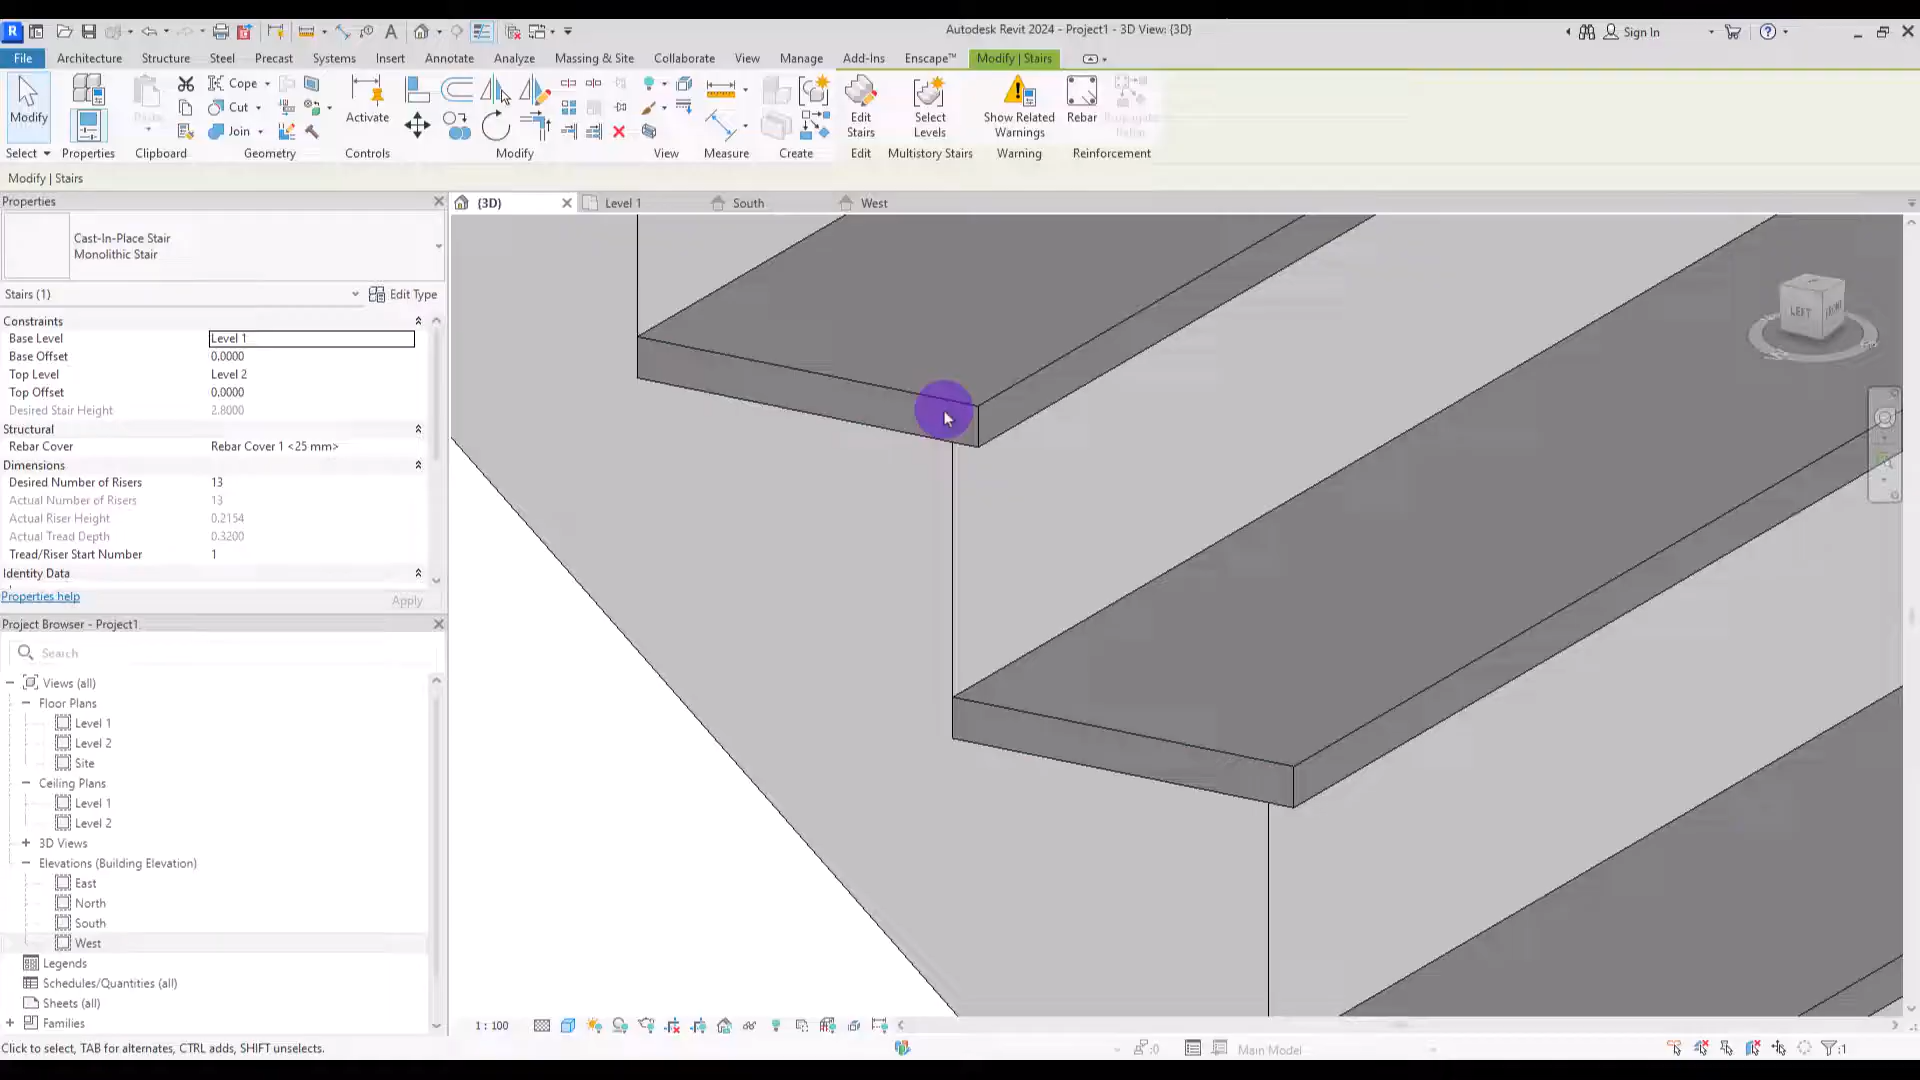 Autodesk Revit 2024 - Project1 - 3D View: {3D}
Sign In
File Architecture Structure Steel Precast Systems Insert Annotate Analyze Massing & Site Collaborate View Manage Add-Ins Enscape™ Modify | Stairs
Modify
Paste
Cope
Cut
Join
Activate
Edit Stairs
Select Levels
Show Related Warnings
Rebar
Propagate Rebar
Select Properties Clipboard Geometry Controls Modify View Measure Create Edit Multistory Stairs Warning Reinforcement
Modify | Stairs
Properties
{3D}
Level 1
South
West
Cast-In-Place Stair
Monolithic Stair
Stairs (1)
Edit Type
Constraints
Base Level Level 1
Base Offset 0.0000
Top Level Level 2
Top Offset 0.0000
Desired Stair Height 2.8000
Structural
Rebar Cover Rebar Cover 1 <25 mm>
Dimensions
Desired Number of Risers 13
Actual Number of Risers 13
Actual Riser Height 0.2154
Actual Tread Depth 0.3200
Tread/Riser Start Number 1
Identity Data
Properties help
Apply
LEFT
FRONT
Project Browser - Project1
Search
Views (all)
Floor Plans
Level 1
Level 2
Site
Ceiling Plans
Level 1
Level 2
3D Views
Elevations (Building Elevation)
East
North
South
West
Legends
Schedules/Quantities (all)
Sheets (all)
Families
1 : 100
Click to select, TAB for alternates, CTRL adds, SHIFT unselects.
:0
Main Model
:1